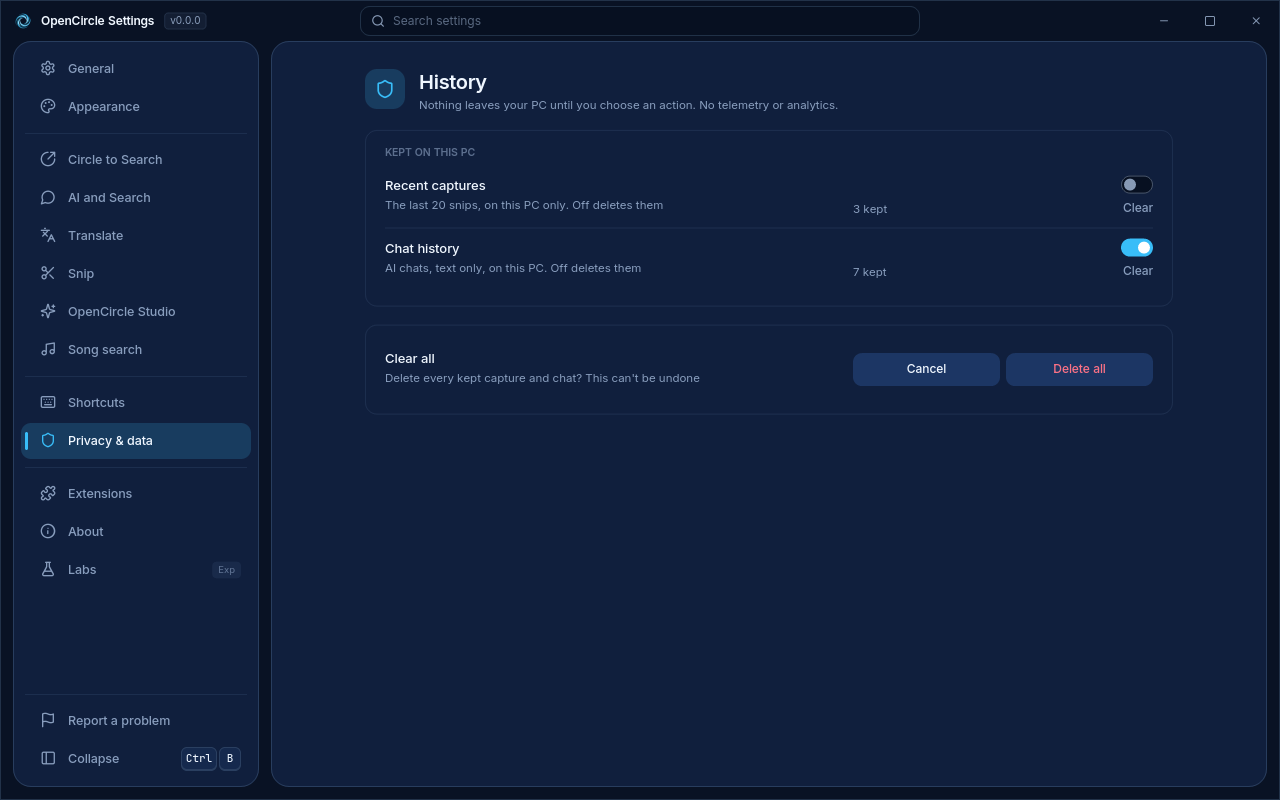 OpenCircle Settings v0.0.0
Search settings
General
Appearance
Circle to Search
AI and Search
Translate
Snip
OpenCircle Studio
Song search
Shortcuts
Privacy & data
Extensions
About
Labs Exp
Report a problem
Collapse Ctrl B
History
Nothing leaves your PC until you choose an action. No telemetry or analytics.
KEPT ON THIS PC
Recent captures
The last 20 snips, on this PC only. Off deletes them
3 kept Clear
Chat history
AI chats, text only, on this PC. Off deletes them
7 kept Clear
Clear all
Delete every kept capture and chat? This can't be undone
Cancel Delete all